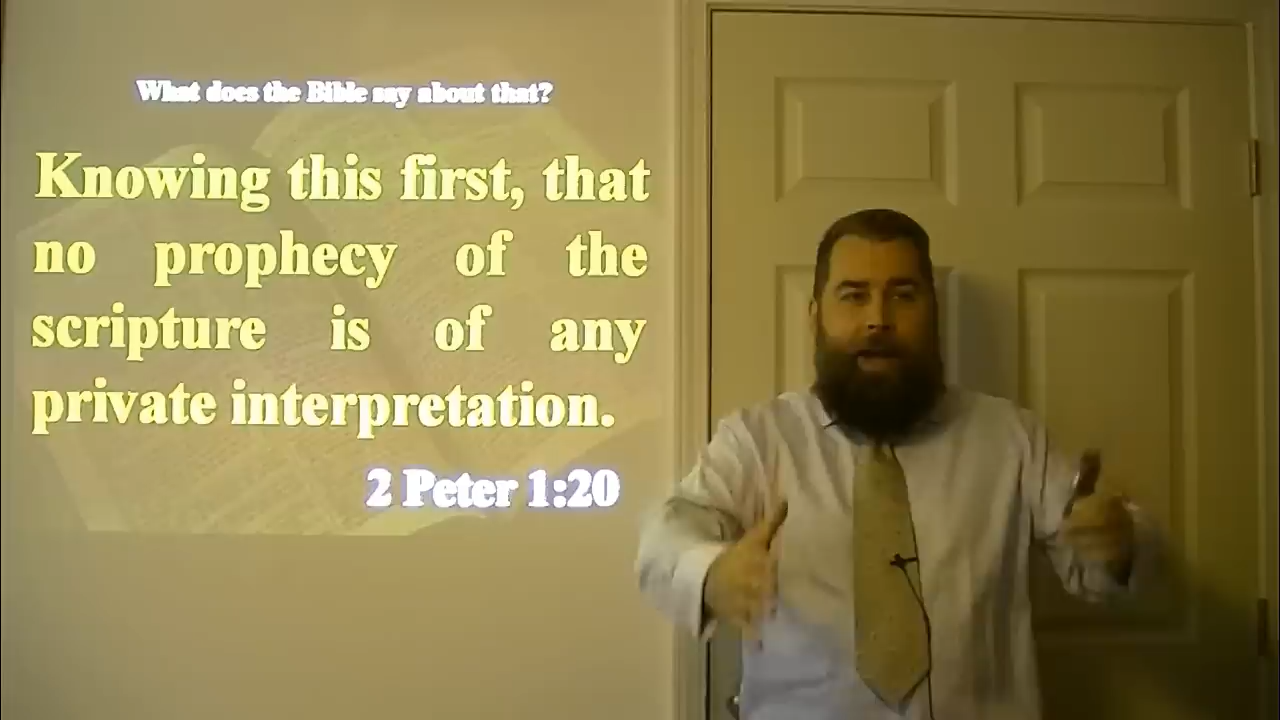 What does the Bible say about that?
Knowing this first, that
no prophecy of the
scripture is of any
private interpretation.
2 Peter 1:20